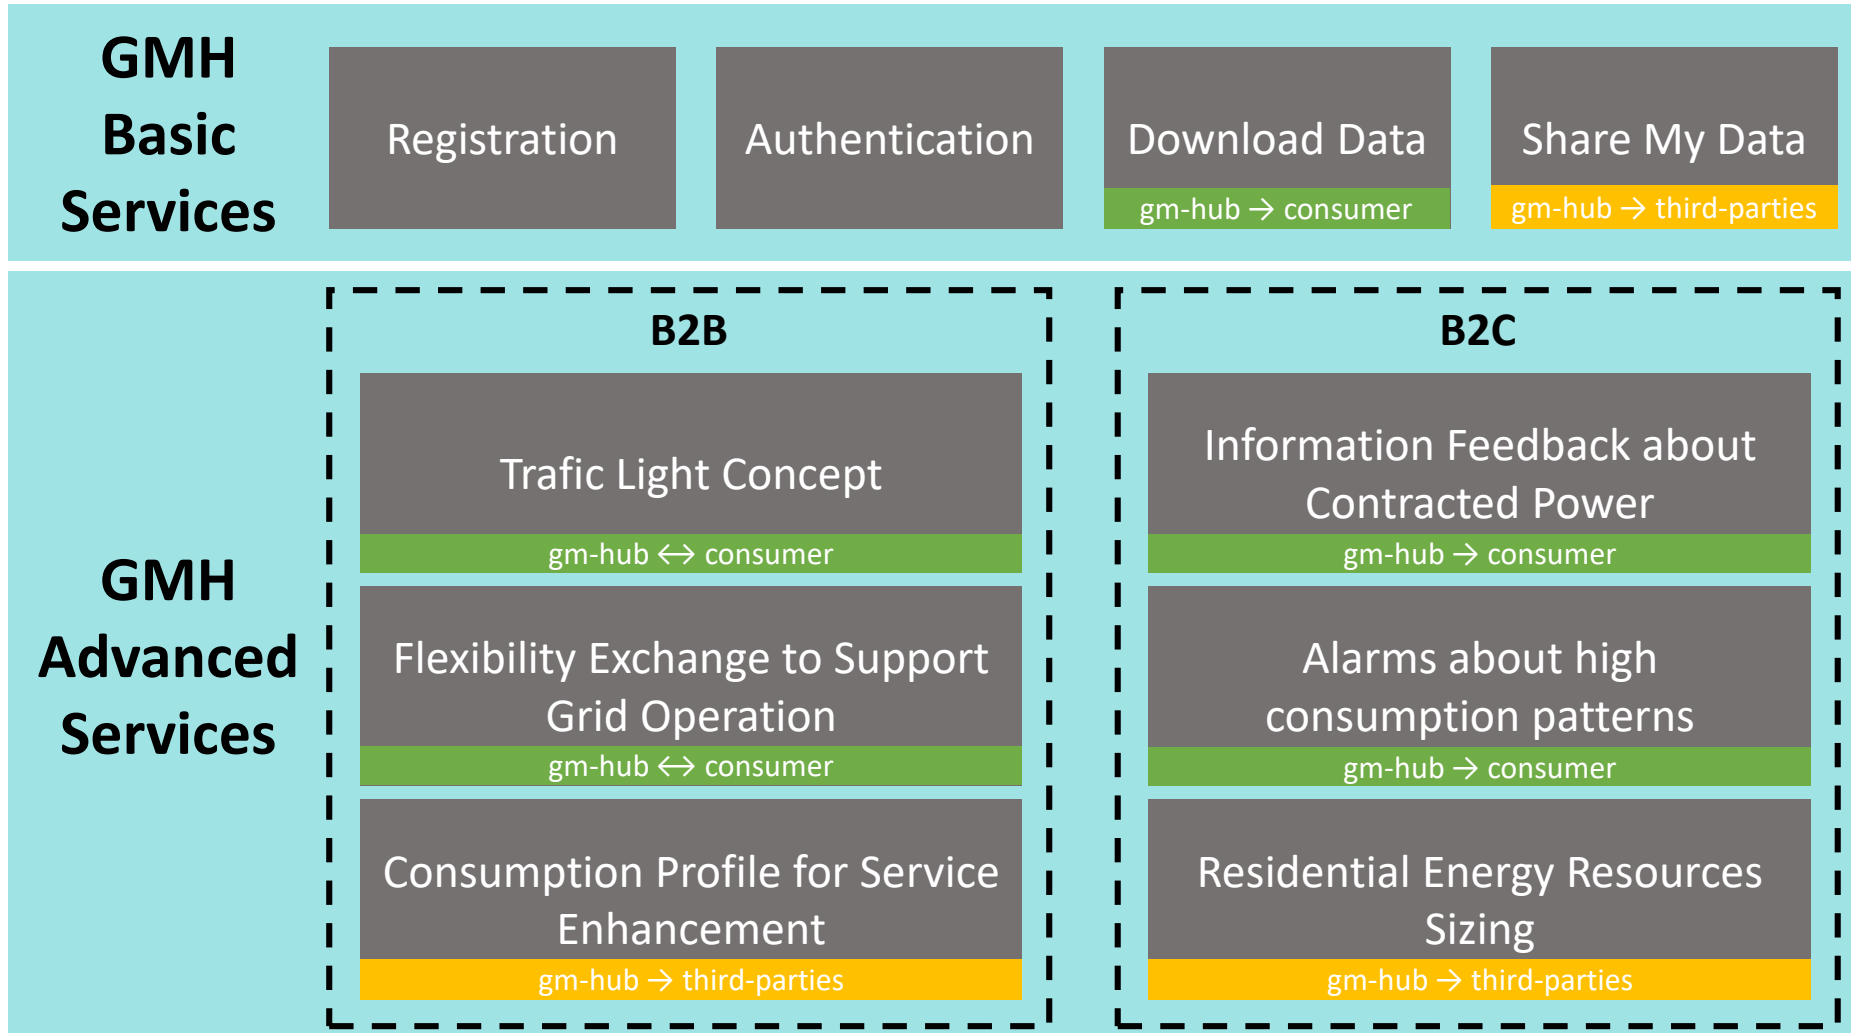 GMH
Basic
Services
Registration
Authentication
Download Data
gm-hub → consumer
Share My Data
gm-hub → third-parties
GMH
Advanced
Services
B2B
Trafic Light Concept
gm-hub ↔ consumer
Flexibility Exchange to Support
Grid Operation
gm-hub ↔ consumer
Consumption Profile for Service
Enhancement
gm-hub → third-parties
B2C
Information Feedback about
Contracted Power
gm-hub → consumer
Alarms about high
consumption patterns
gm-hub → consumer
Residential Energy Resources
Sizing
gm-hub → third-parties